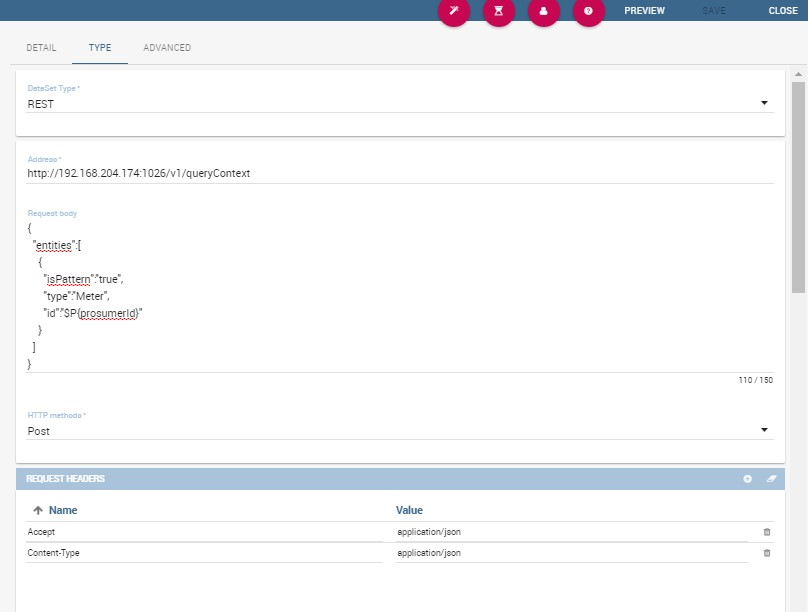 PREVIEW SAVE CLOSE
DETAIL TYPE ADVANCED
DataSet Type *
REST
Address *
http://192.168.204.174:1026/v1/queryContext
Request body
{
"entities":[
{
"isPattern":"true",
"type":"Meter",
"id":"$P{prosumerId}"
}
]
}
110 / 150
HTTP methods *
Post
REQUEST HEADERS
Name Value
Accept application/json
Content-Type application/json